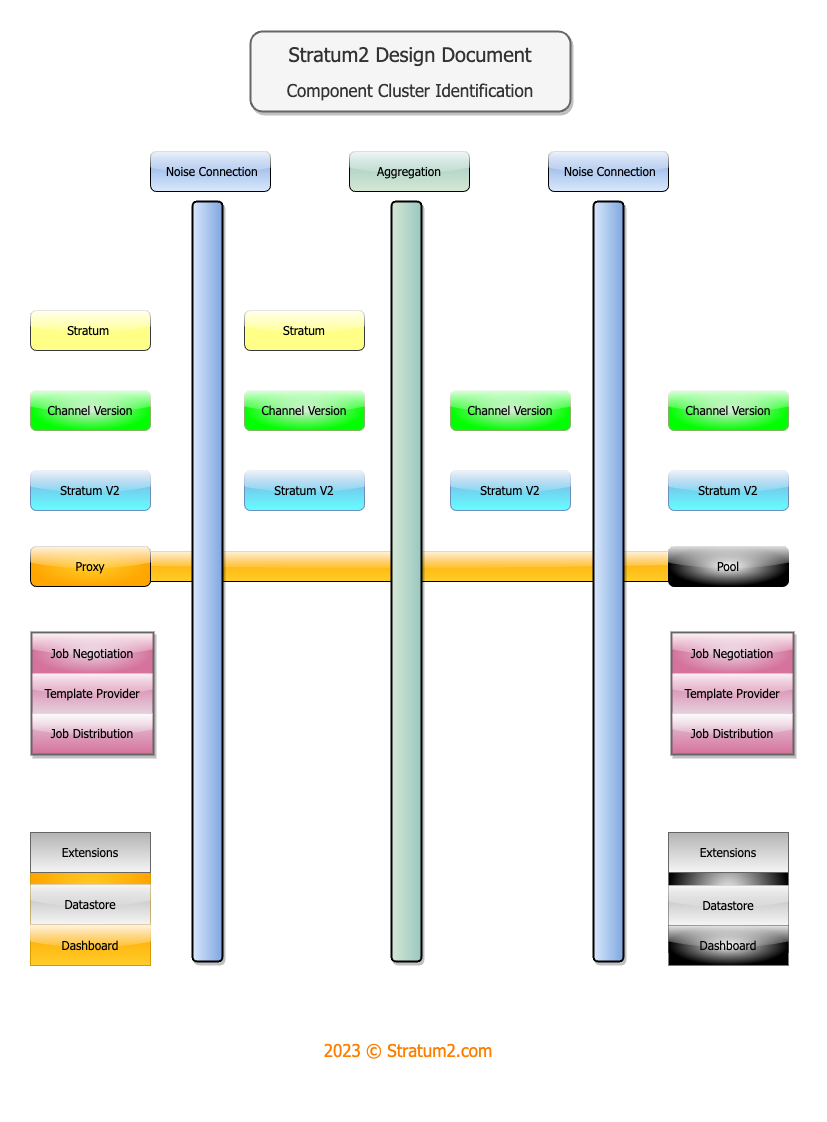 Stratum2 Design Document
Component Cluster Identification
Noise Connection
Aggregation
Noise Connection
Stratum
Stratum
Channel Version
Channel Version
Channel Version
Channel Version
Stratum V2
Stratum V2
Stratum V2
Stratum V2
Proxy
Pool
Job Negotiation
Template Provider
Job Distribution
Job Negotiation
Template Provider
Job Distribution
Extensions
Datastore
Dashboard
Extensions
Datastore
Dashboard
2023 © Stratum2.com